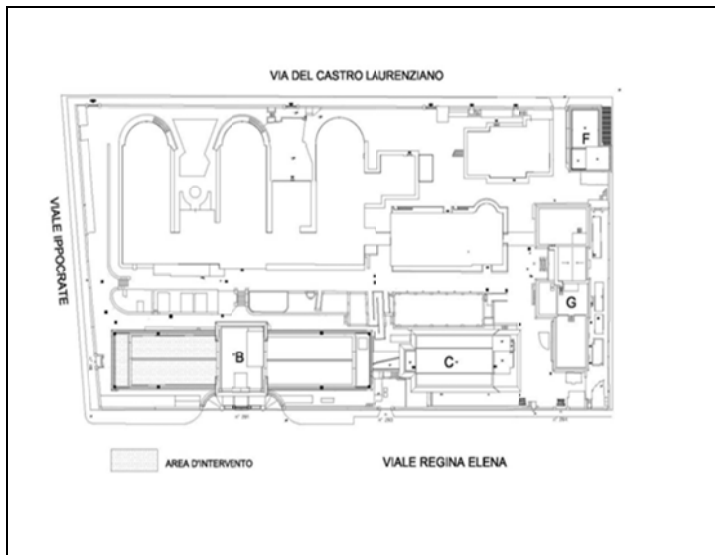 VIA DEL CASTRO LAURENZIANO
F
VIALE IPPOCRATE
G
B
C
AREA D'INTERVENTO
VIALE REGINA ELENA